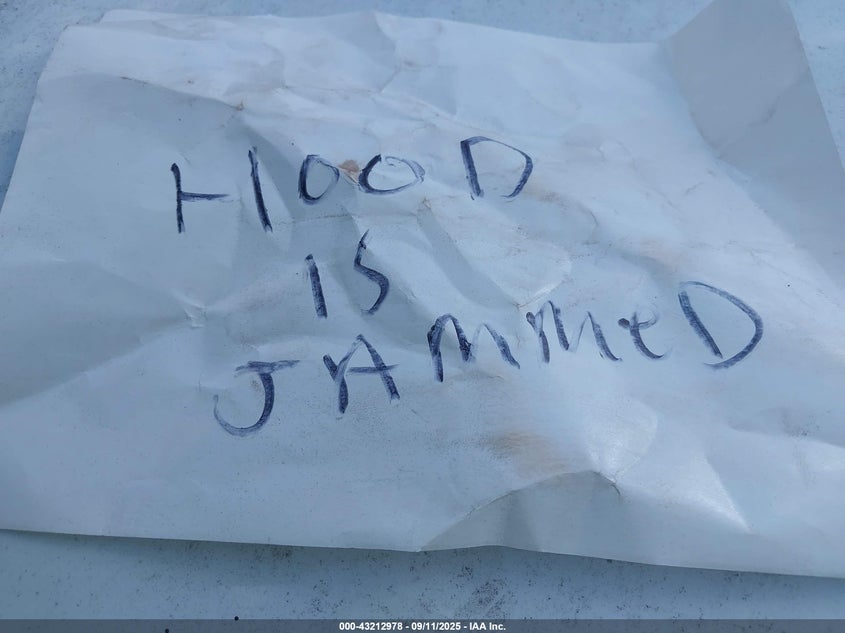 HOOD
IS
JAMMeD
000-43212978 - 09/11/2025 - IAA Inc.